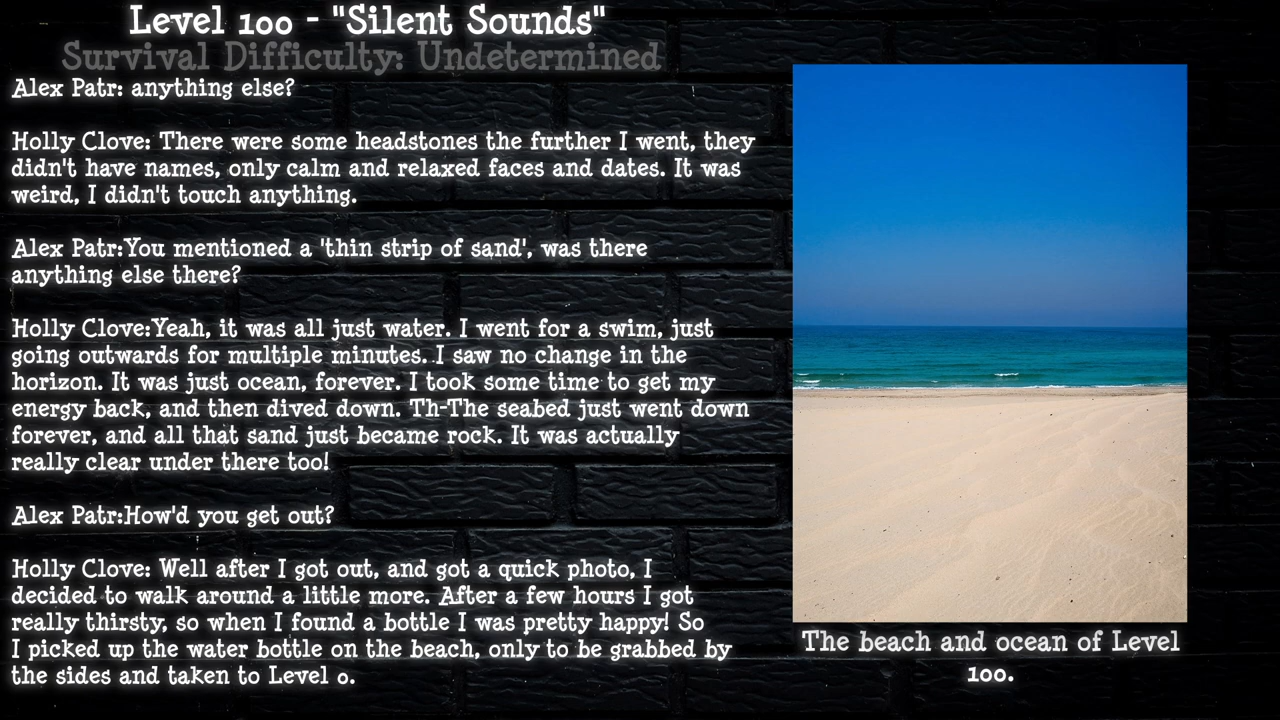 Level 100 - "Silent Sounds"
Survival Difficulty: Undetermined
Alex Patr: anything else?
Holly Clove: There were some headstones the further I went, they
didn't have names, only calm and relaxed faces and dates. It was
weird, I didn't touch anything.
Alex Patr:You mentioned a 'thin strip of sand', was there
anything else there?
Holly Clove:Yeah, it was all just water. I went for a swim, just
going outwards for multiple minutes. I saw no change in the
horizon. It was just ocean, forever. I took some time to get my
energy back, and then dived down. Th-The seabed just went down
forever, and all that sand just became rock. It was actually
really clear under there too!
Alex Patr:How'd you get out?
Holly Clove: Well after I got out, and got a quick photo, I
decided to walk around a little more. After a few hours I got
really thirsty, so when I found a bottle I was pretty happy! So
I picked up the water bottle on the beach, only to be grabbed by
the sides and taken to Level 0.
The beach and ocean of Level
100.